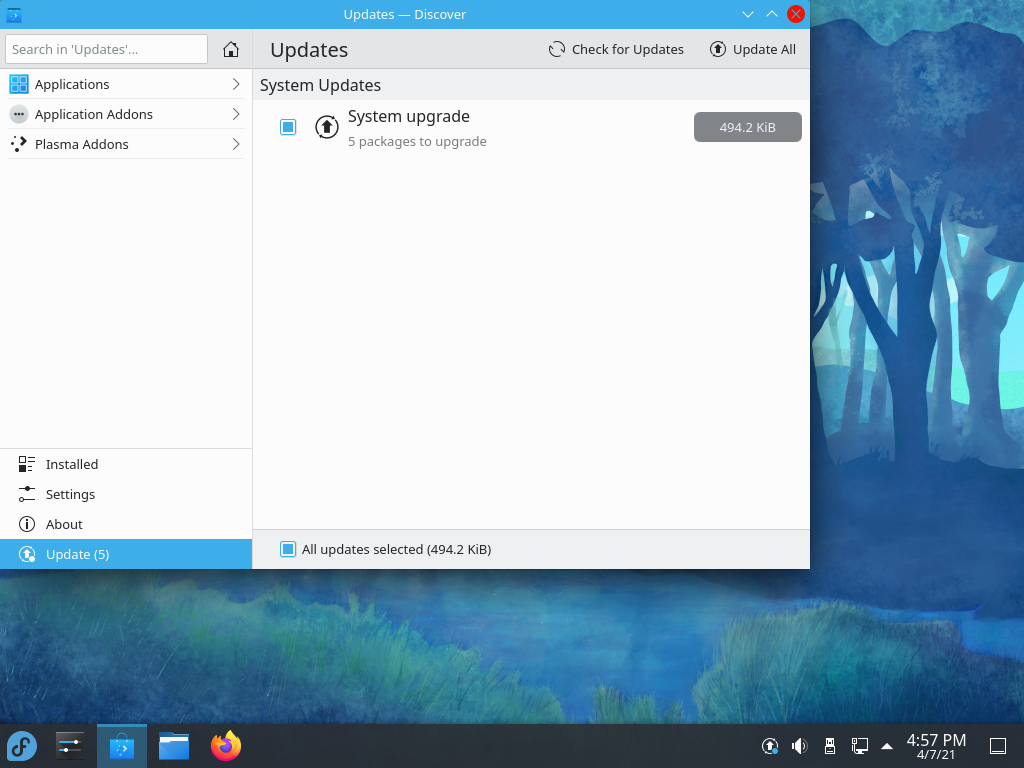 Updates — Discover
Search in 'Updates'...
Updates
Check for Updates
Update All
Applications
Application Addons
Plasma Addons
System Updates
System upgrade
5 packages to upgrade
494.2 KiB
Installed
Settings
About
Update (5)
All updates selected (494.2 KiB)
4:57 PM
4/7/21